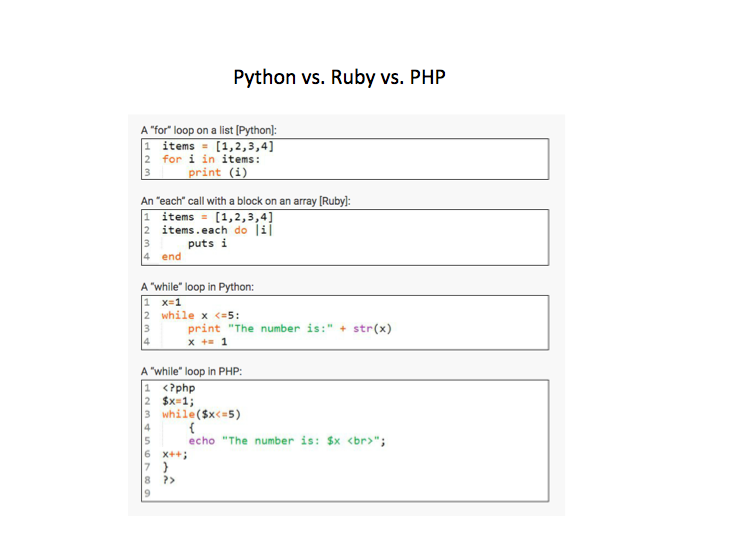 Python vs. Ruby vs. PHP
A "for" loop on a list [Python]:
1 items = [1,2,3,4]
2 for i in items:
3     print (i)
An "each" call with a block on an array [Ruby]:
1 items = [1,2,3,4]
2 items.each do |i|
3     puts i
4 end
A "while" loop in Python:
1 x=1
2 while x <=5:
3     print "The number is:" + str(x)
4     x += 1
A "while" loop in PHP:
1 <?php
2 $x=1;
3 while($x<=5)
4     {
5     echo "The number is: $x <br>";
6 x++;
7 }
8 ?>
9